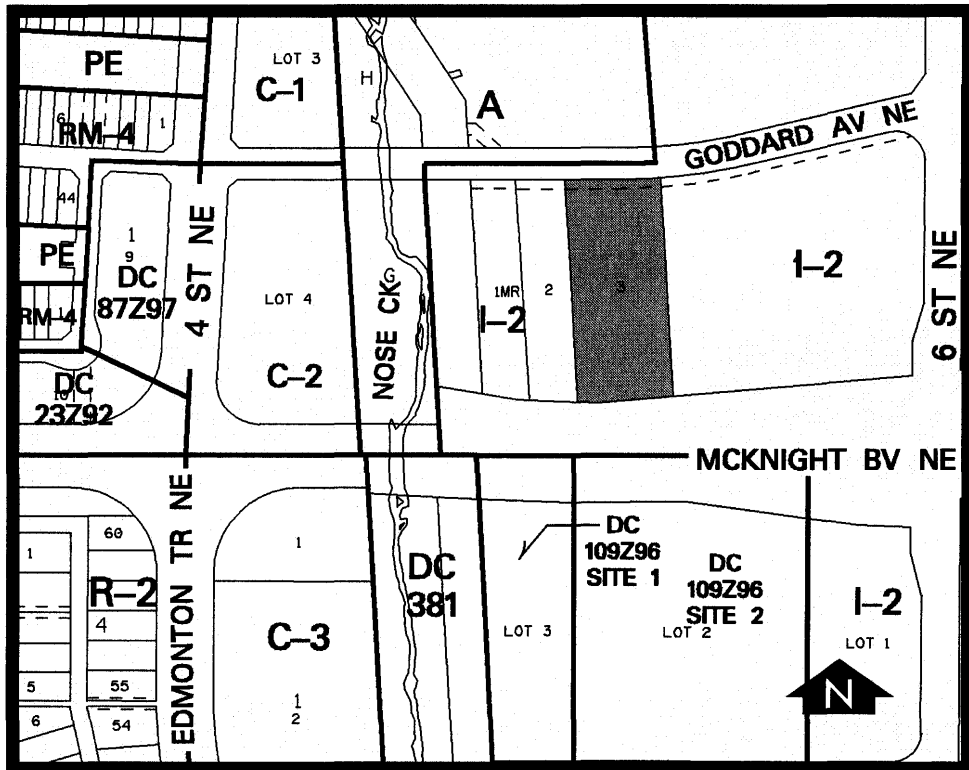 PE
LOT 3
C-1
H
A
6
RM-4
1
GODDARD AV NE
44
1
9
DC
87Z97
4 ST NE
PE
RM-4
LOT 4
C-2
NOSE CK
G
1MR
I-2
2
3
I-2
6 ST NE
DC
23Z92
MCKNIGHT BV NE
EDMONTON TR NE
60
1
R-2
4
5
55
6
54
1
C-3
1
2
DC
381
DC
109Z96
SITE 1
LOT 3
DC
109Z96
SITE 2
LOT 2
I-2
LOT 1
N